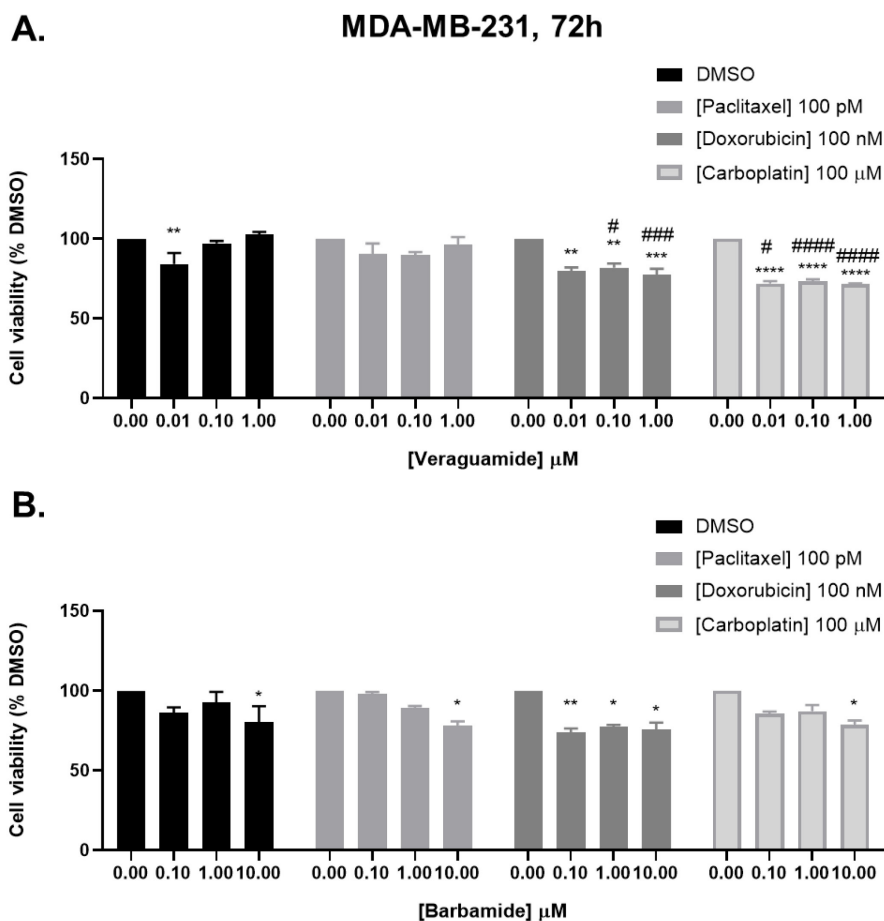 A.
MDA-MB-231, 72h
DMSO
[Paclitaxel] 100 pM
[Doxorubicin] 100 nM
[Carboplatin] 100 μM
Cell viability (% DMSO)
150
100
50
0
**
** # ** ### ***
# **** #### **** #### ****
0.00 0.01 0.10 1.00 0.00 0.01 0.10 1.00 0.00 0.01 0.10 1.00 0.00 0.01 0.10 1.00
[Veraguamide] μM
B.
DMSO
[Paclitaxel] 100 pM
[Doxorubicin] 100 nM
[Carboplatin] 100 μM
Cell viability (% DMSO)
150
100
50
0
* * ** * * *
0.00 0.10 1.00 10.00 0.00 0.10 1.00 10.00 0.00 0.10 1.00 10.00 0.00 0.10 1.00 10.00
[Barbamide] μM